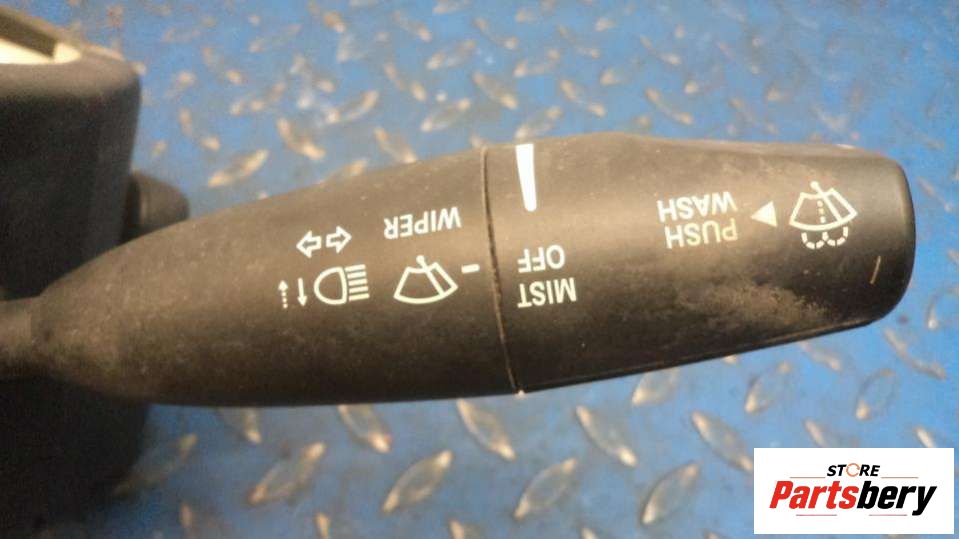 WIPER
MIST
OFF
PUSH
WASH
STORE
Partsbery